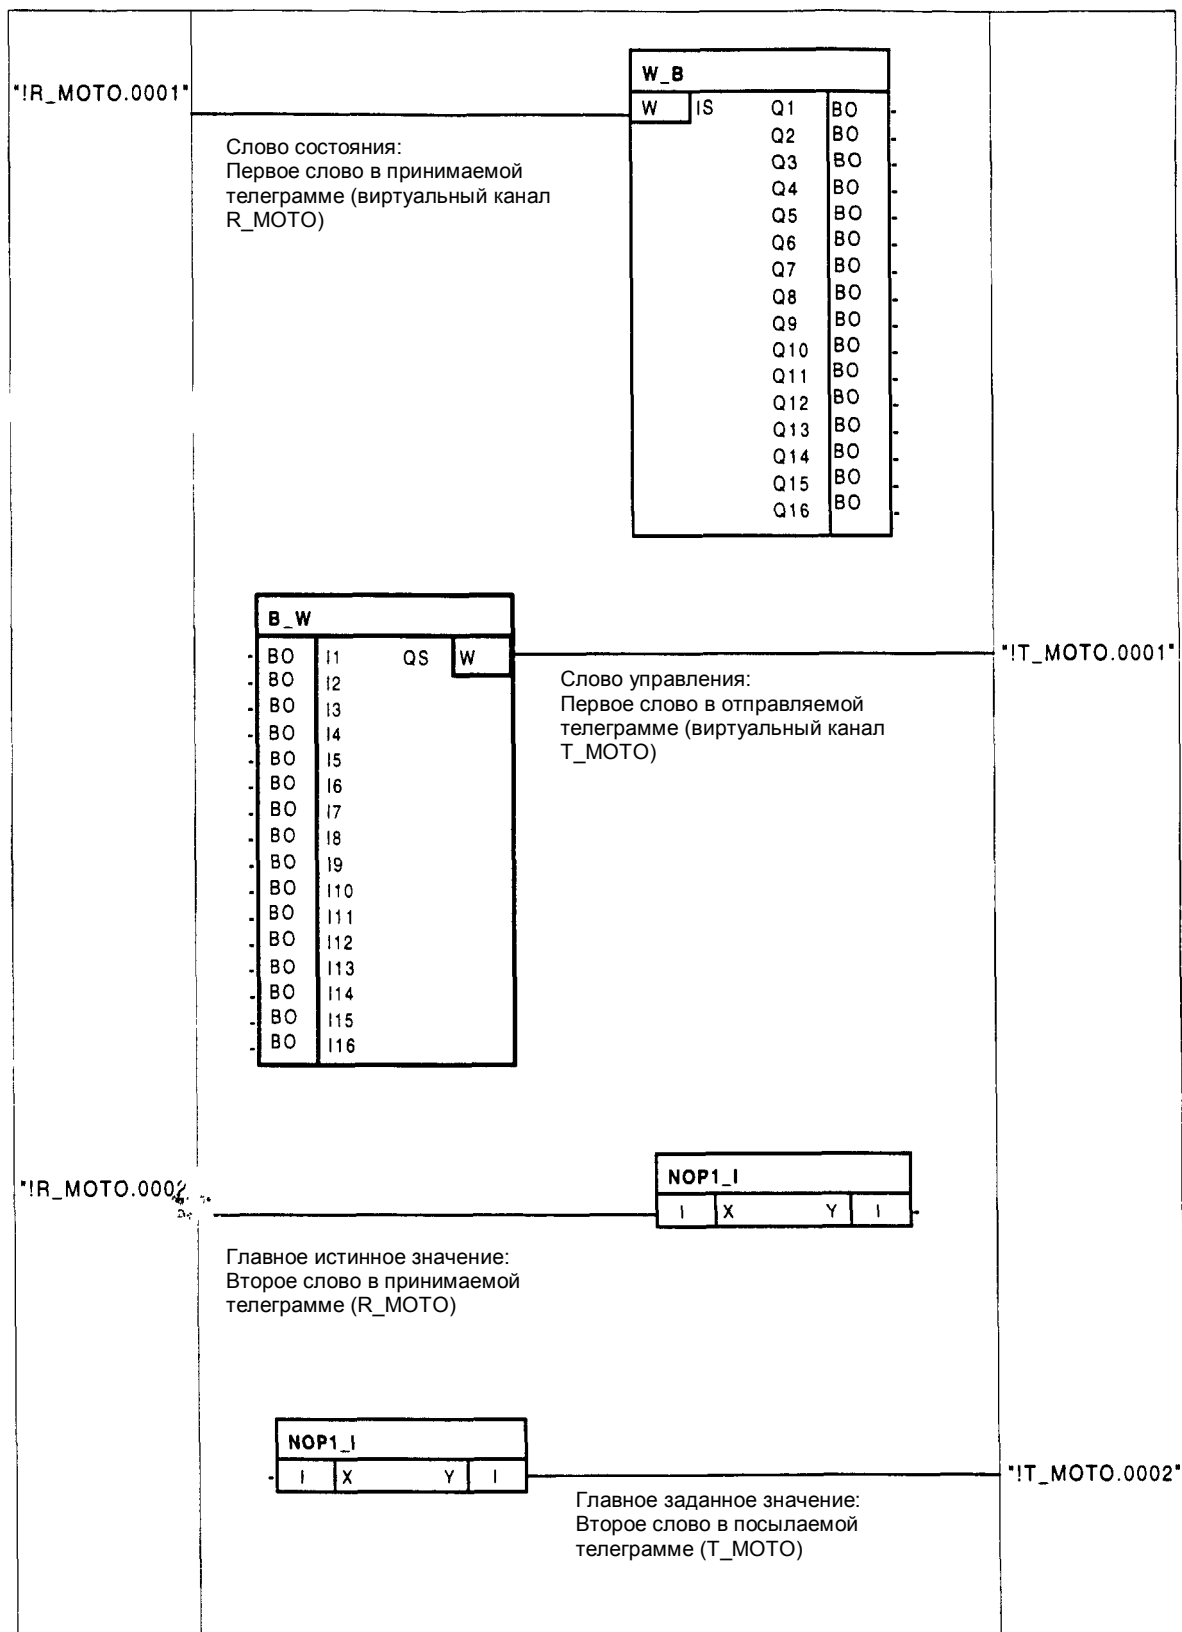 W_B
"!R_MOTO.0001"
W IS Q1 BO
Q2 BO
Q3 BO
Q4 BO
Q5 BO
Q6 BO
Q7 BO
Q8 BO
Q9 BO
Q10 BO
Q11 BO
Q12 BO
Q13 BO
Q14 BO
Q15 BO
Q16 BO
Слово состояния:
Первое слово в принимаемой
телеграмме (виртуальный канал
R_MOTO)
B_W
BO I1 QS W
BO I2
BO I3
BO I4
BO I5
BO I6
BO I7
BO I8
BO I9
BO I10
BO I11
BO I12
BO I13
BO I14
BO I15
BO I16
"!T_MOTO.0001"
Слово управления:
Первое слово в отправляемой
телеграмме (виртуальный канал
T_MOTO)
"!R_MOTO.0002
NOP1_I
I X Y I
Главное истинное значение:
Второе слово в принимаемой
телеграмме (R_MOTO)
NOP1_I
I X Y I
"!T_MOTO.0002"
Главное заданное значение:
Второе слово в посылаемой
телеграмме (T_MOTO)